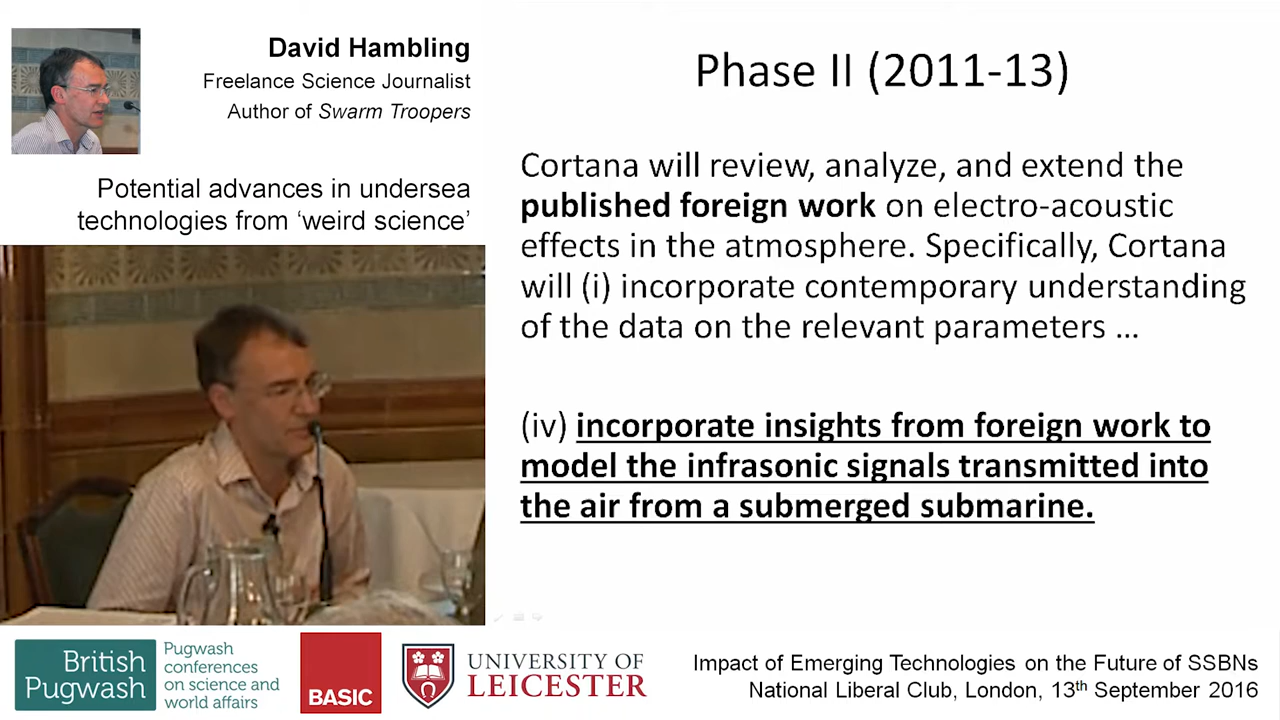 David Hambling
Freelance Science Journalist
Author of Swarm Troopers
Potential advances in undersea
technologies from ‘weird science’
Phase II (2011-13)
Cortana will review, analyze, and extend the
published foreign work on electro-acoustic
effects in the atmosphere. Specifically, Cortana
will (i) incorporate contemporary understanding
of the data on the relevant parameters …
(iv) incorporate insights from foreign work to
model the infrasonic signals transmitted into
the air from a submerged submarine.
British
Pugwash
Pugwash
conferences
on science and
world affairs
BASIC
UNIVERSITY OF
LEICESTER
Impact of Emerging Technologies on the Future of SSBNs
National Liberal Club, London, 13th September 2016